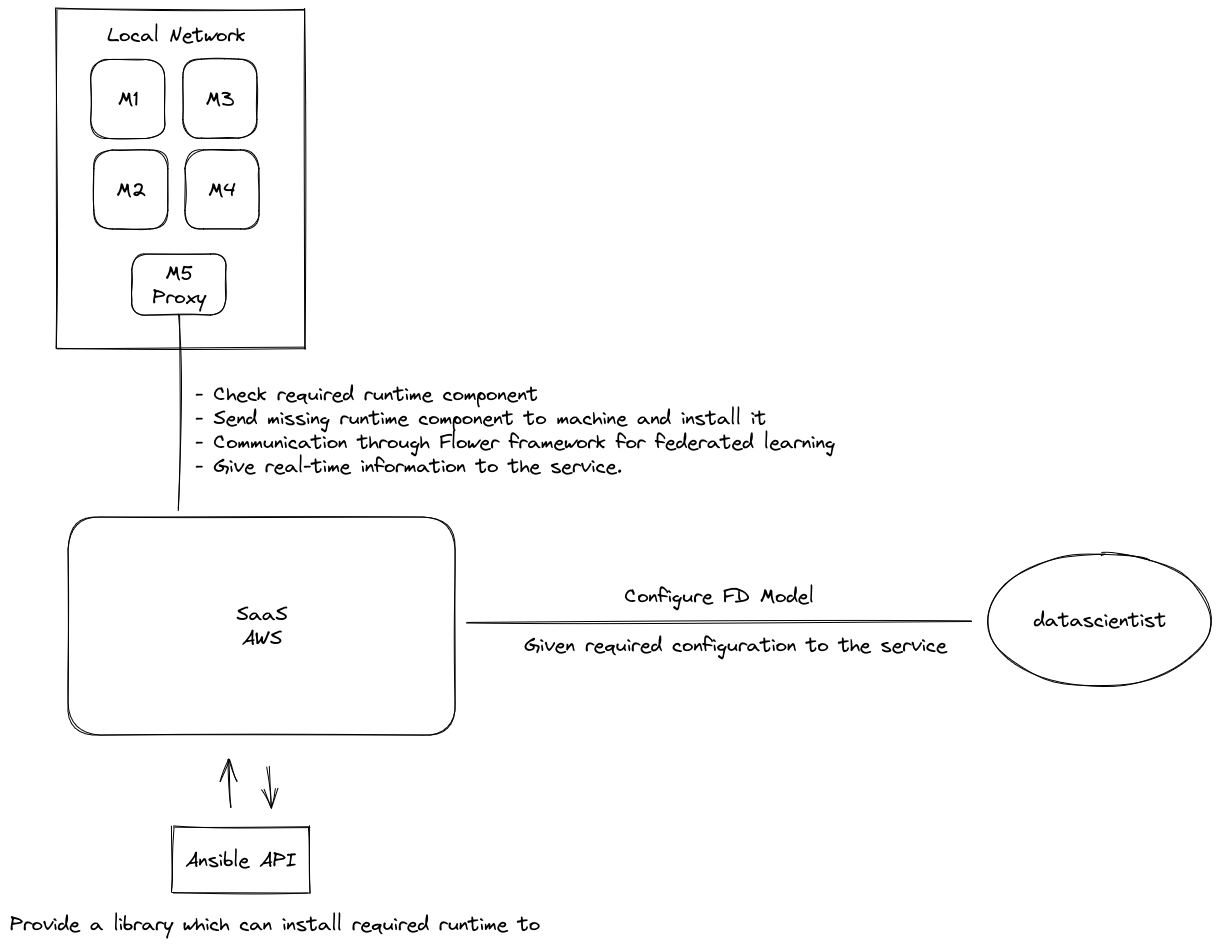 Local Network
M1
M3
M2
M4
M5
Proxy
- Check required runtime component
- Send missing runtime component to machine and install it
- Communication through Flower framework for federated learning
- Give real-time information to the service.
SaaS
AWS
Configure FD Model
Given required configuration to the service
datascientist
Ansible API
Provide a library which can install required runtime to